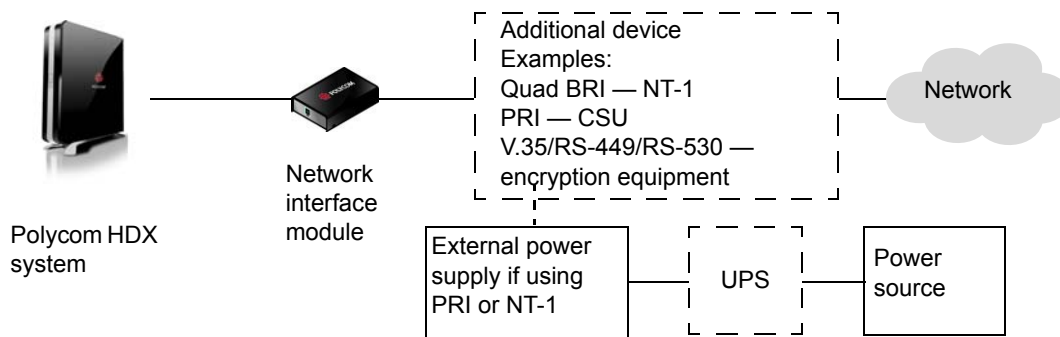 Additional device
Examples:
Quad BRI — NT-1
PRI — CSU
V.35/RS-449/RS-530 —
encryption equipment
Network
POLYCOM
Network
interface
module
Polycom HDX
system
External power
supply if using
PRI or NT-1
UPS
Power
source